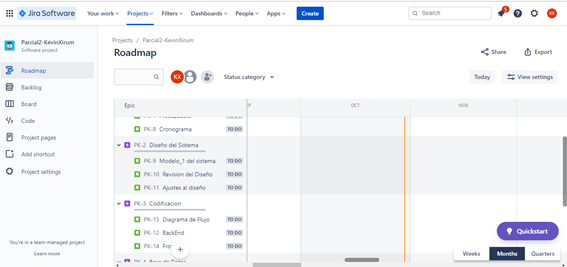 Jira Software
Your work
Projects
Filters
Dashboards
People
Apps
Create
Search
5
KX
Parcial2-KevinXirum
Software project
Roadmap
Backlog
Board
Code
Project pages
Add shortcut
Project settings
You're in a team-managed project
Learn more
Projects / Parcial2-KevinXirum
Roadmap
Share
Export
KX
Status category
Today
View settings
Epic
OCT
NOV
PK-8 Cronograma TO DO
PK-2 Diseño del Sistema
PK-9 Modelo_1 del sistema TO DO
PK-10 Revision del Diseño TO DO
PK-11 Ajustes al diseño TO DO
PK-3 Codificacion
PK-13 Diagrama de Flujo TO DO
PK-12 BackEnd TO DO
PK-14 TO DO
Quickstart
Weeks
Months
Quarters